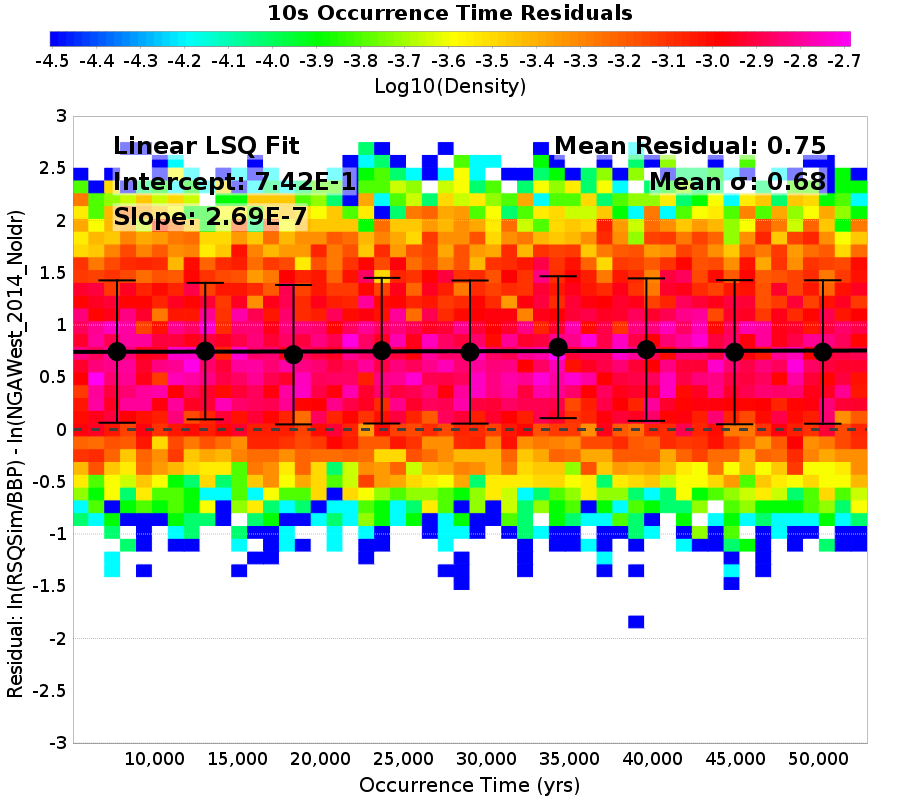 10s Occurrence Time Residuals
-4.5 -4.4 -4.3 -4.2 -4.1 -4.0 -3.9 -3.8 -3.7 -3.6 -3.5 -3.4 -3.3 -3.2 -3.1 -3.0 -2.9 -2.8 -2.7
Log10(Density)
Linear LSQ Fit
Intercept: 7.42E-1
Slope: 2.69E-7
Mean Residual: 0.75
Mean σ: 0.68
Residual: ln(RSQSim/BBP) - ln(NGAWest_2014_NoIdr)
3
2.5
2
1.5
1
0.5
0
-0.5
-1
-1.5
-2
-2.5
-3
10,000 15,000 20,000 25,000 30,000 35,000 40,000 45,000 50,000
Occurrence Time (yrs)